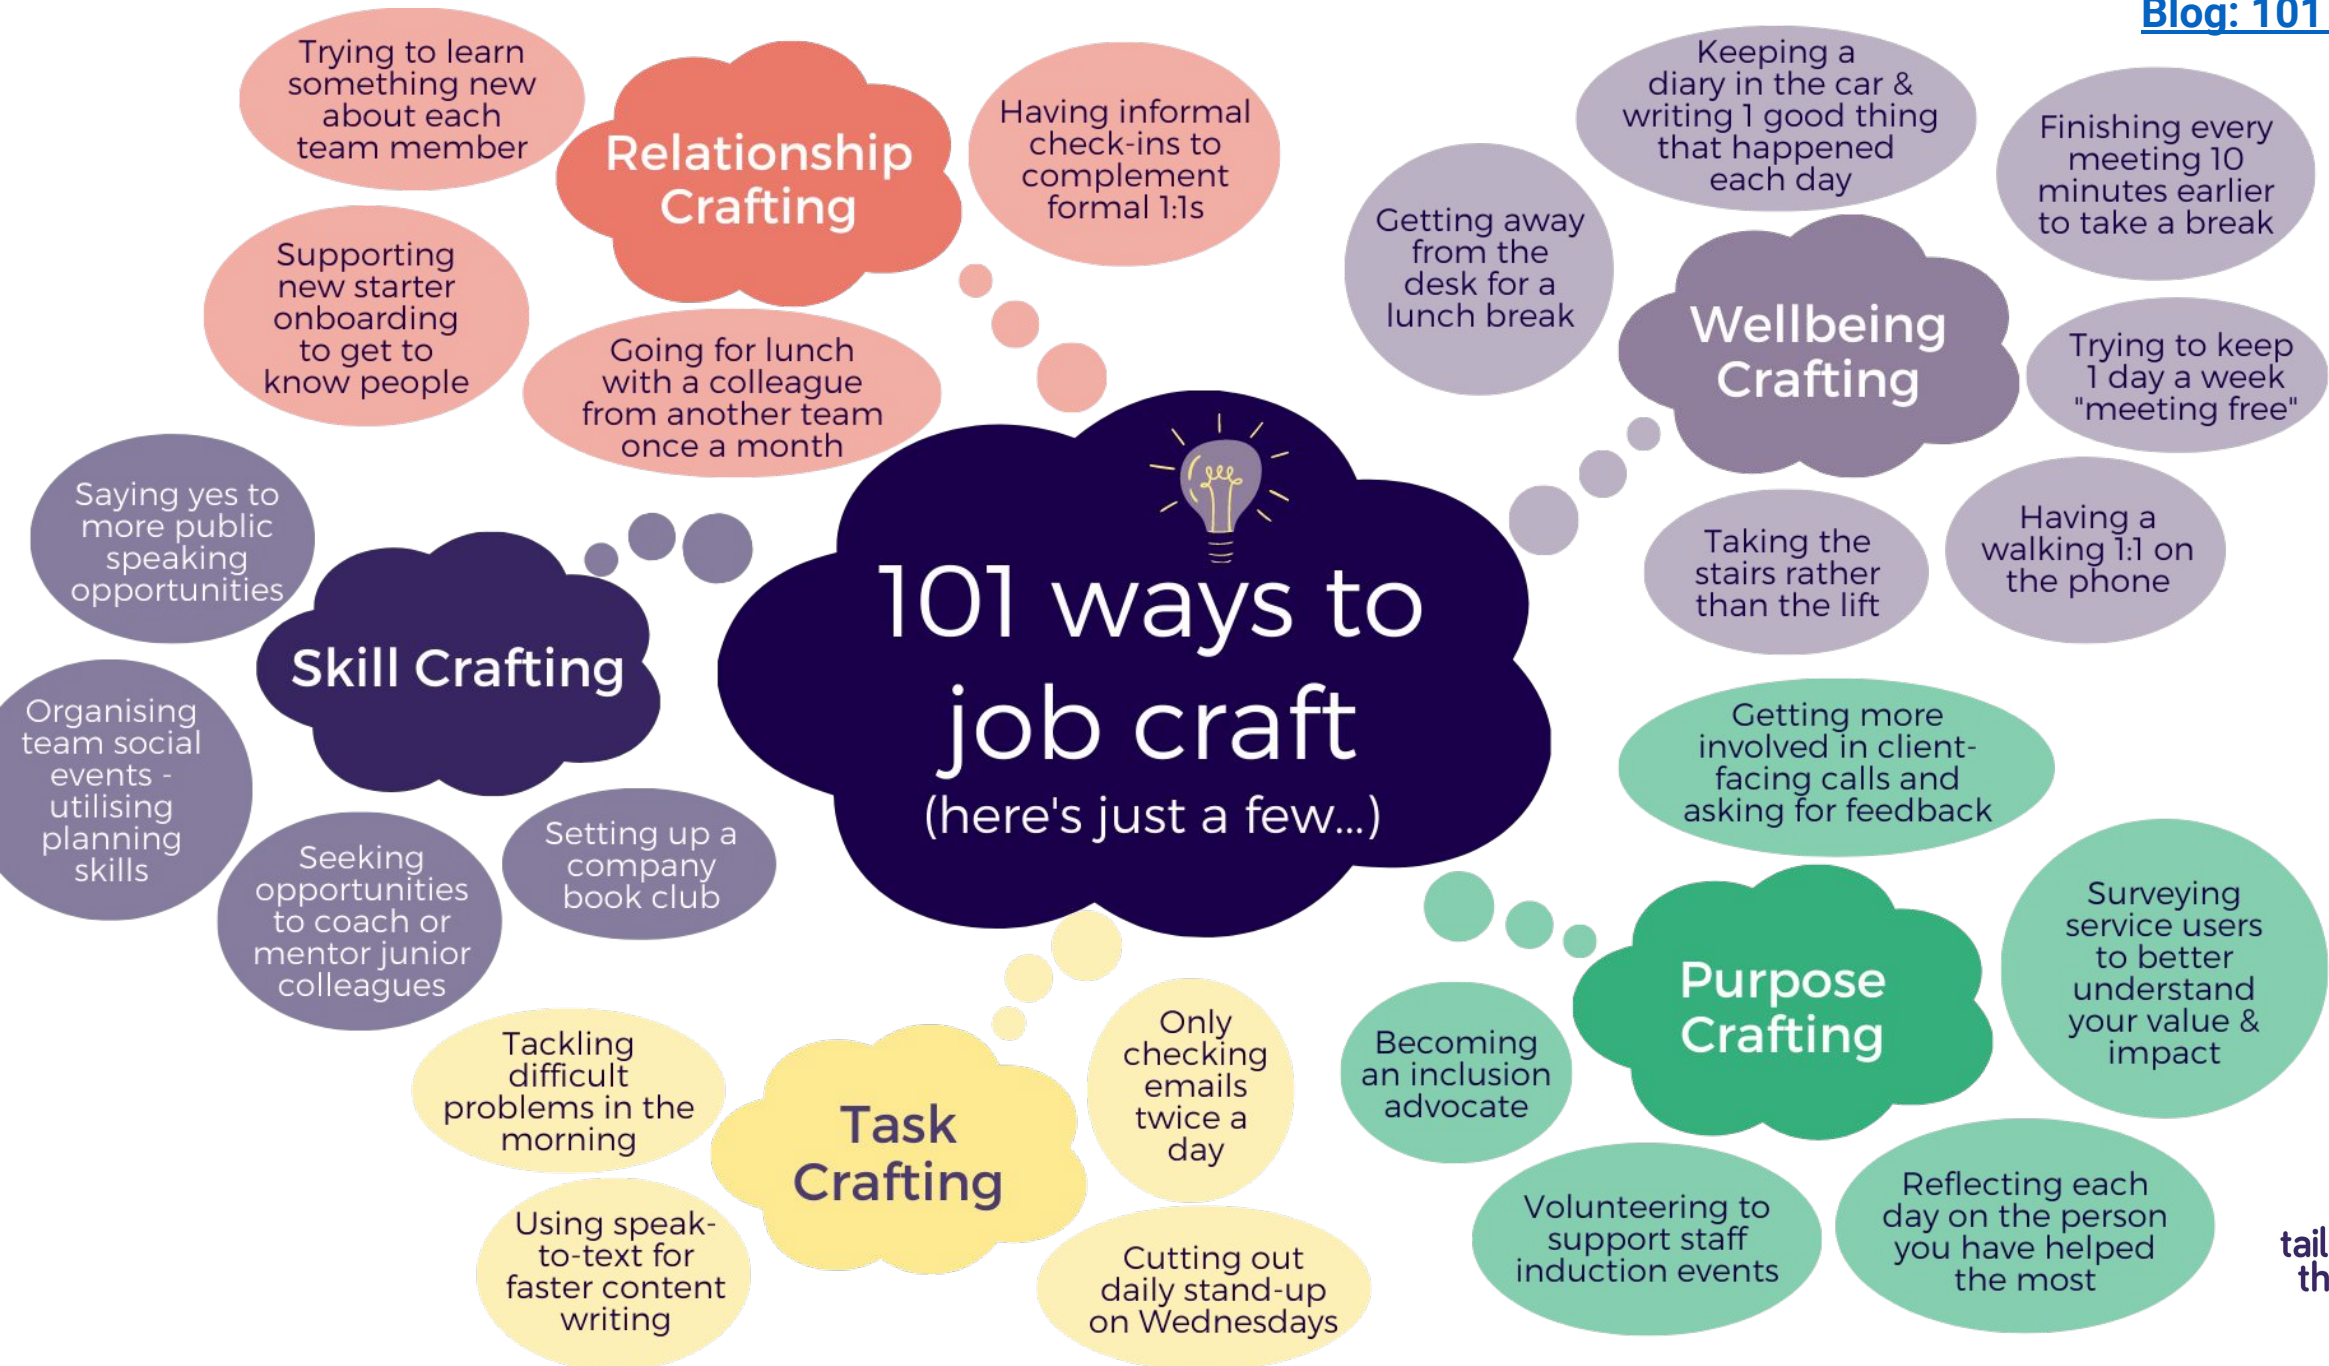 Blog: 101
Trying to learn
something new
about each
team member
Relationship
Crafting
Having informal
check-ins to
complement
formal 1:1s
Supporting
new starter
onboarding
to get to
know people
Going for lunch
with a colleague
from another team
once a month
Keeping a
diary in the car &
writing 1 good thing
that happened
each day
Finishing every
meeting 10
minutes earlier
to take a break
Getting away
from the
desk for a
lunch break
Wellbeing
Crafting
Trying to keep
1 day a week
"meeting free"
Taking the
stairs rather
than the lift
Having a
walking 1:1 on
the phone
Saying yes to
more public
speaking
opportunities
Skill Crafting
Organising
team social
events -
utilising
planning
skills
Seeking
opportunities
to coach or
mentor junior
colleagues
Setting up a
company
book club
101 ways to
job craft
(here's just a few...)
Getting more
involved in client-
facing calls and
asking for feedback
Purpose
Crafting
Surveying
service users
to better
understand
your value &
impact
Becoming
an inclusion
advocate
Volunteering to
support staff
induction events
Reflecting each
day on the person
you have helped
the most
Tackling
difficult
problems in the
morning
Task
Crafting
Only
checking
emails
twice a
day
Using speak-
to-text for
faster content
writing
Cutting out
daily stand-up
on Wednesdays
tail
th